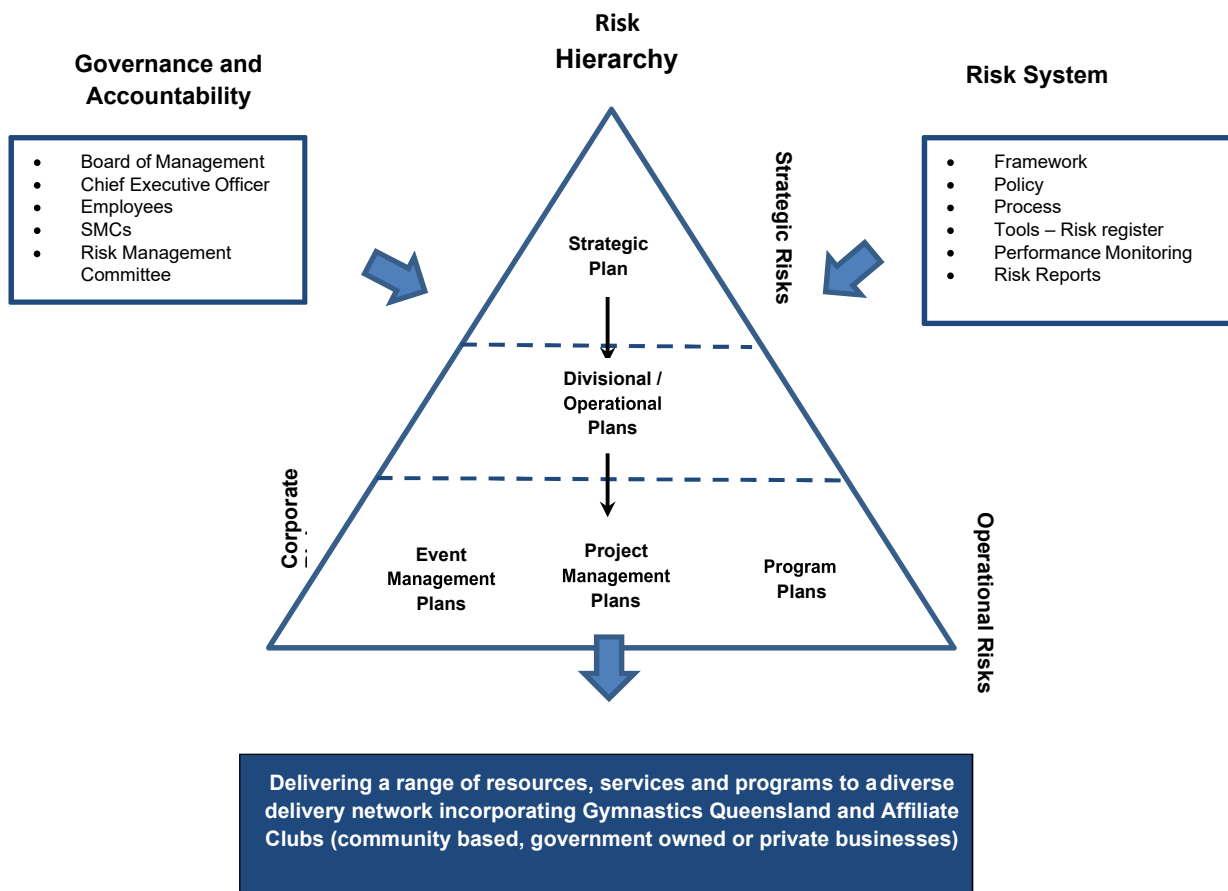 Risk
Hierarchy
Governance and
Accountability
Risk System
• Board of Management
• Chief Executive Officer
• Employees
• SMCs
• Risk Management
Committee
• Framework
• Policy
• Process
• Tools – Risk register
• Performance Monitoring
• Risk Reports
Strategic Risks
Strategic
Plan
Divisional /
Operational
Plans
Corporate
Event
Management
Plans
Project
Management
Plans
Program
Plans
Operational Risks
Delivering a range of resources, services and programs to a diverse
delivery network incorporating Gymnastics Queensland and Affiliate
Clubs (community based, government owned or private businesses)